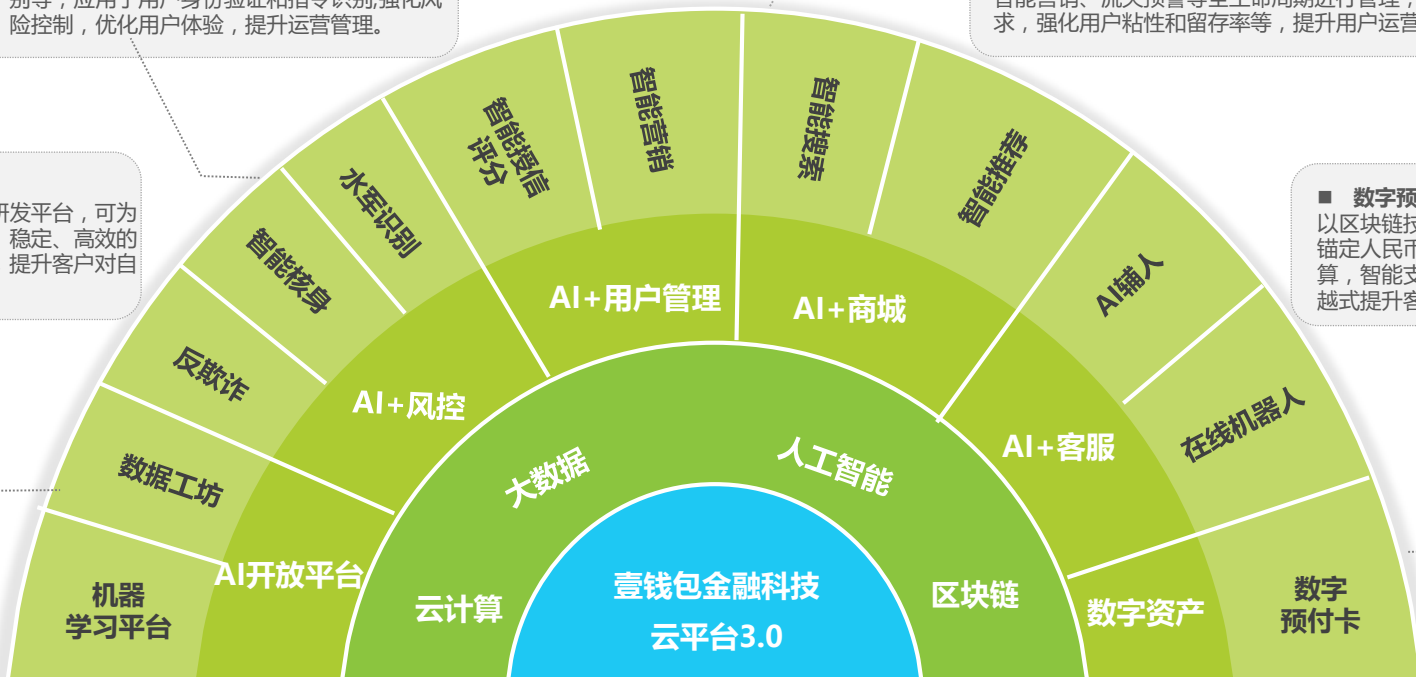 险控制，优化用户体验，提升运营管理。
求，强化用户粘性和留存率等，提升用户运营
研发平台，可为
稳定、高效的
提升客户对自
■ 数字预
以区块链技
锚定人民币
算，智能支
越式提升客
机器
学习平台
数据工坊
反欺诈
智能核身
水军识别
智能授信
评分
智能营销
智能搜索
智能推荐
AI辅人
在线机器人
数字
预付卡
AI开放平台
AI+风控
AI+用户管理
AI+商城
AI+客服
数字资产
云计算
大数据
人工智能
区块链
壹钱包金融科技
云平台3.0